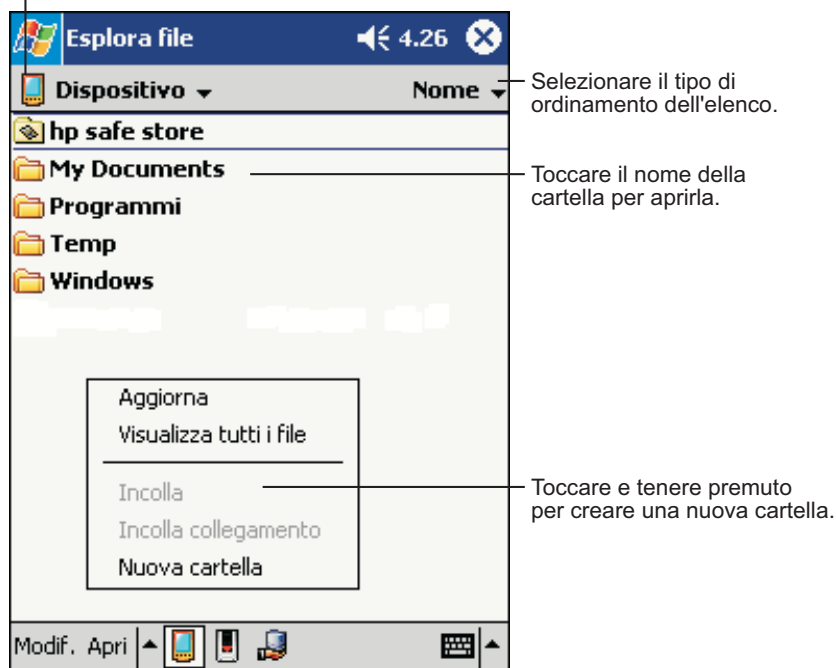 Esplora file 4.26
Dispositivo Nome
Selezionare il tipo di
ordinamento dell'elenco.
hp safe store
My Documents
Toccare il nome della
cartella per aprirla.
Programmi
Temp
Windows
Aggiorna
Visualizza tutti i file
Incolla
Incolla collegamento
Nuova cartella
Toccare e tenere premuto
per creare una nuova cartella.
Modif. Apri